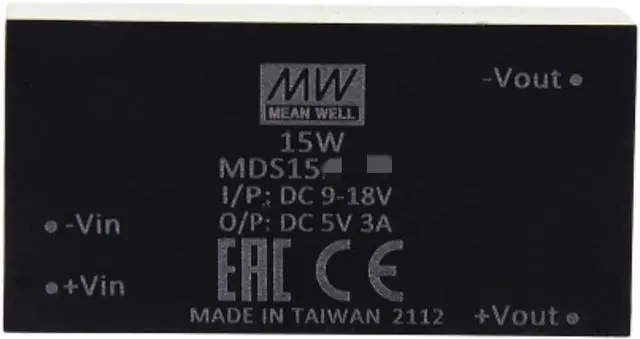 MW
MEAN WELL
-Vout
15W
MDS15
I/P: DC 9-18V
O/P: DC 5V 3A
-Vin
+Vin
EAC CE
MADE IN TAIWAN 2112
+Vout